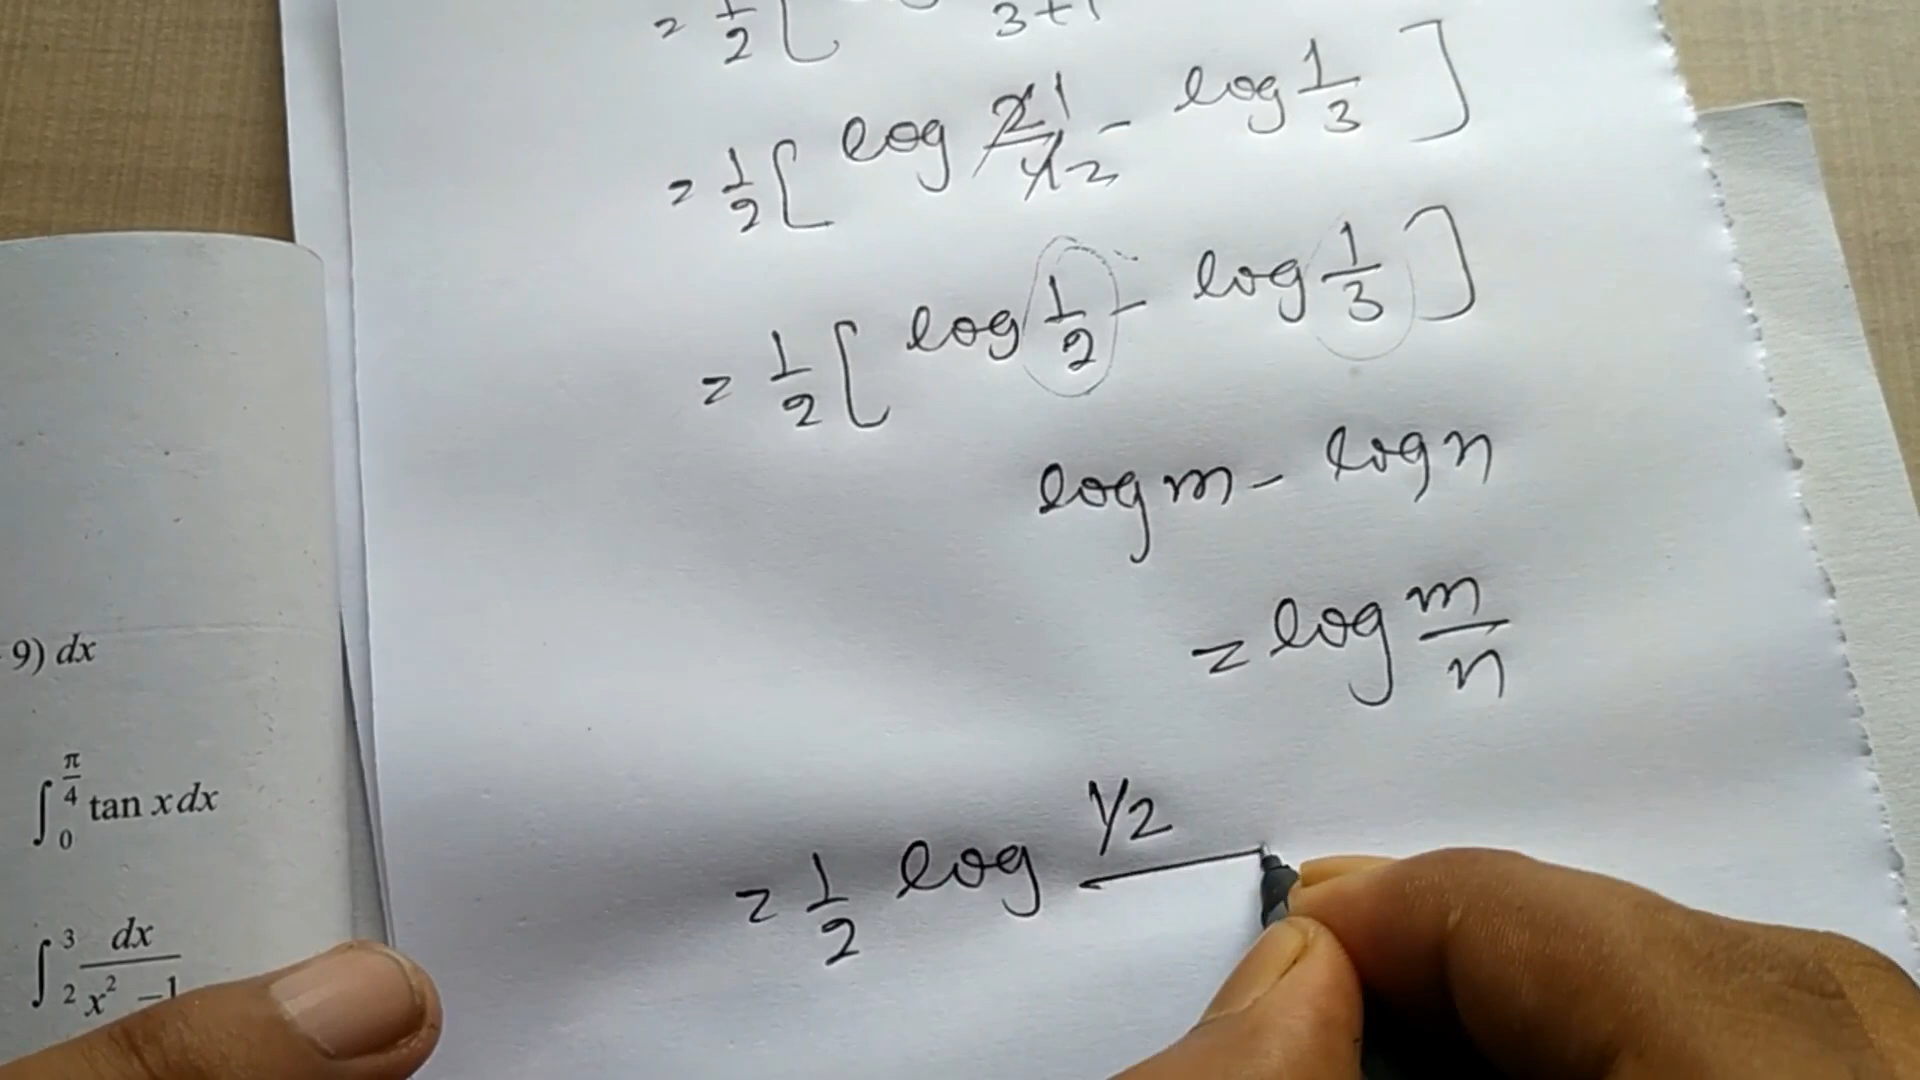 = 1/2 [ 3+1
= 1/2 [ log 2/4 1/2 - log 1/3 ]
= 1/2 [ log 1/2 - log 1/3 ]
log m - log n
= log m/n
= 1/2 log 1/2
9) dx
∫_0^{π/4} tan x dx
∫_2^3 dx/(x² - 1)